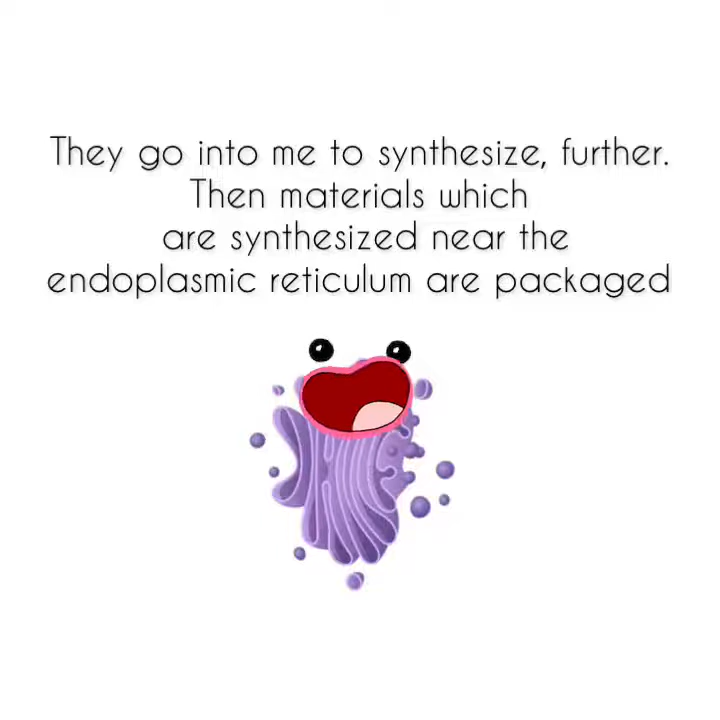 They go into me to synthesize, further.
Then materials which
are synthesized near the
endoplasmic reticulum are packaged